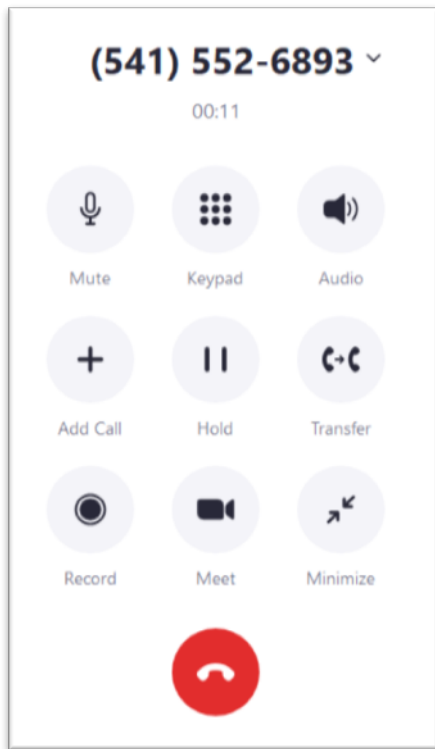 (541) 552-6893
00:11
Mute Keypad Audio
Add Call Hold Transfer
Record Meet Minimize